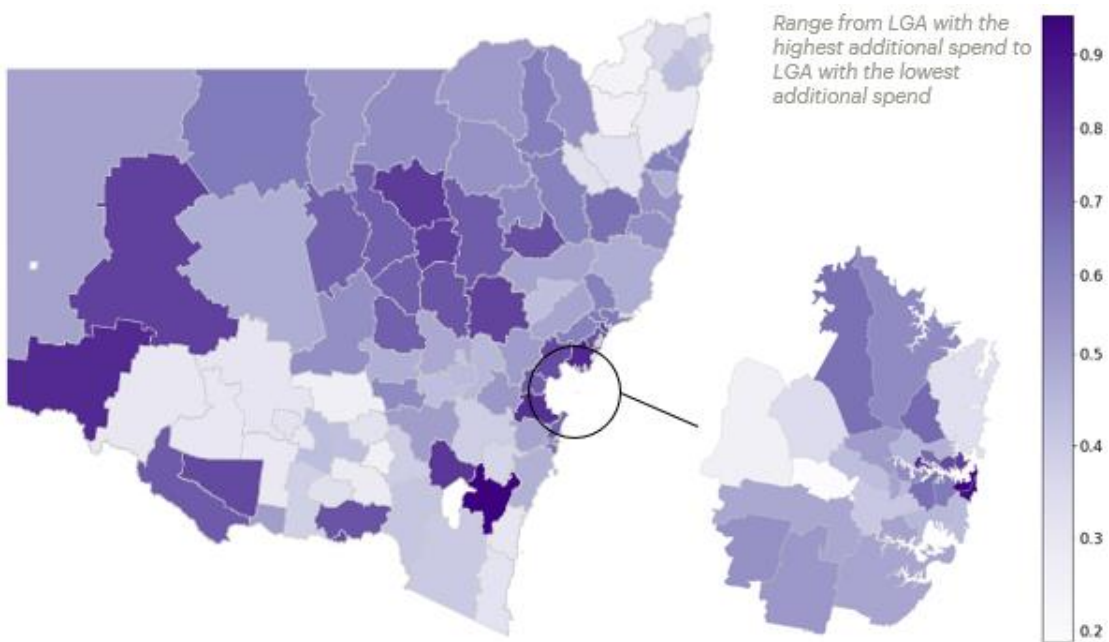 Range from LGA with the
highest additional spend to
LGA with the lowest
additional spend
0.9
0.8
0.7
0.6
0.5
0.4
0.3
0.2